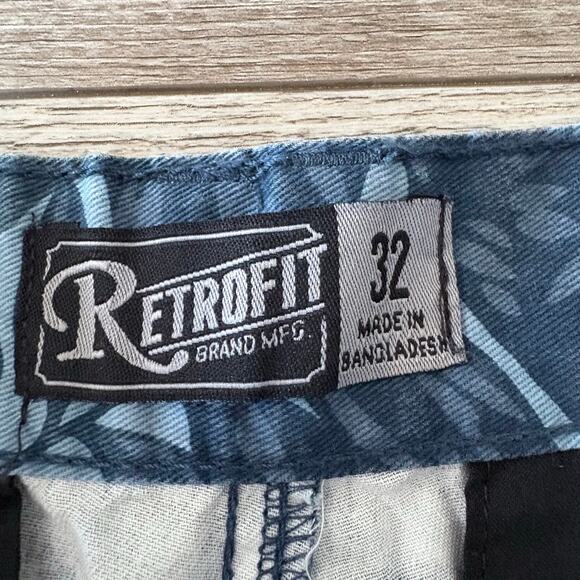 RETROFIT
BRAND MFG.
32
MADE IN
BANGLADESH